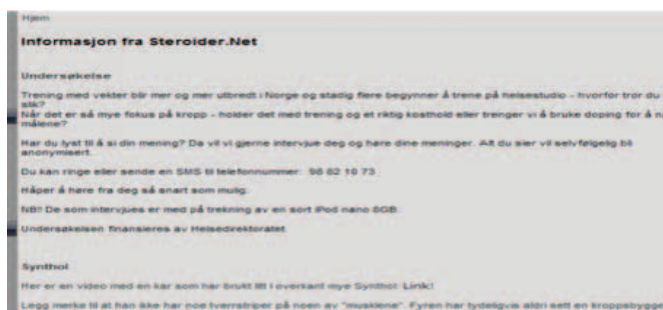 Hjem
Informasjon fra Steroider.Net
Undersøkelse
Trening med vekter blir mer og mer utbredt i Norge og stadig flere begynner å trene på helsestudio - hvorfor tror du
slik?
Når det er så mye fokus på kropp - holder det med trening og et riktig kosthold eller trenger vi å bruke doping for å n
målene?
Har du lyst til å si din mening? Da vil vi gjerne intervjue deg og høre dine meninger. Alt du sier vil selvfølgelig bli
anonymisert.
Du kan ringe eller sende en SMS til telefonnummer:
Håper å høre fra deg så snart som mulig.
NB!! De som intervjues er med på trekning av en sort iPod nano 8GB.
Undersøkelsen finansieres av Helsedirektoratet
Synthol
Her er en video med en kar som har brukt litt i overkant mye Synthol: Link!
Legg merke til at han ikke har noe tverrstriper på noen av "musklene". Fyren har tydeligvis aldri sett en kroppsbygge